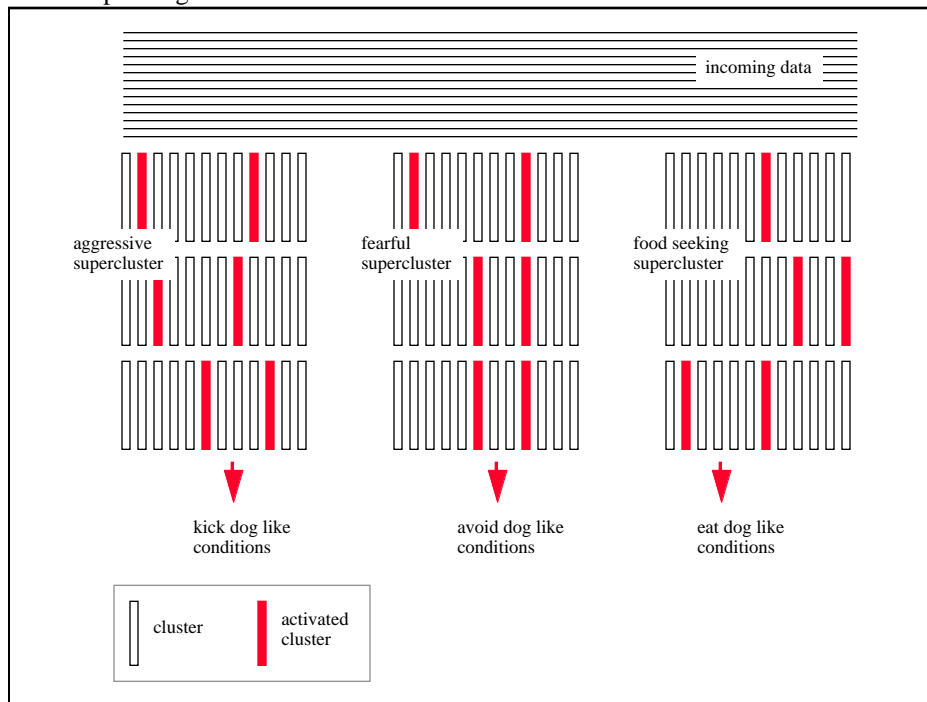 incoming data
aggressive
supercluster
fearful
supercluster
food seeking
supercluster
kick dog like
conditions
avoid dog like
conditions
eat dog like
conditions
cluster
activated
cluster